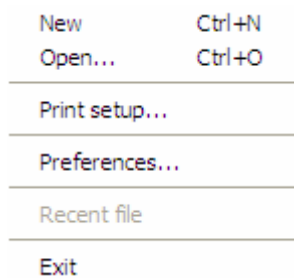 New Ctrl+N
Open... Ctrl+O
Print setup...
Preferences...
Recent file
Exit